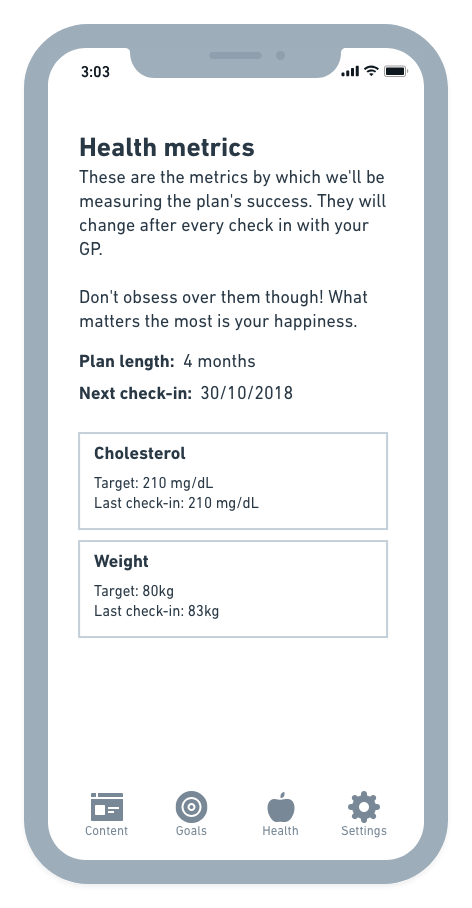 3:03
Health metrics
These are the metrics by which we'll be
measuring the plan's success. They will
change after every check in with your
GP.
Don't obsess over them though! What
matters the most is your happiness.
Plan length: 4 months
Next check-in: 30/10/2018
Cholesterol
Target: 210 mg/dL
Last check-in: 210 mg/dL
Weight
Target: 80kg
Last check-in: 83kg
Content Goals Health Settings